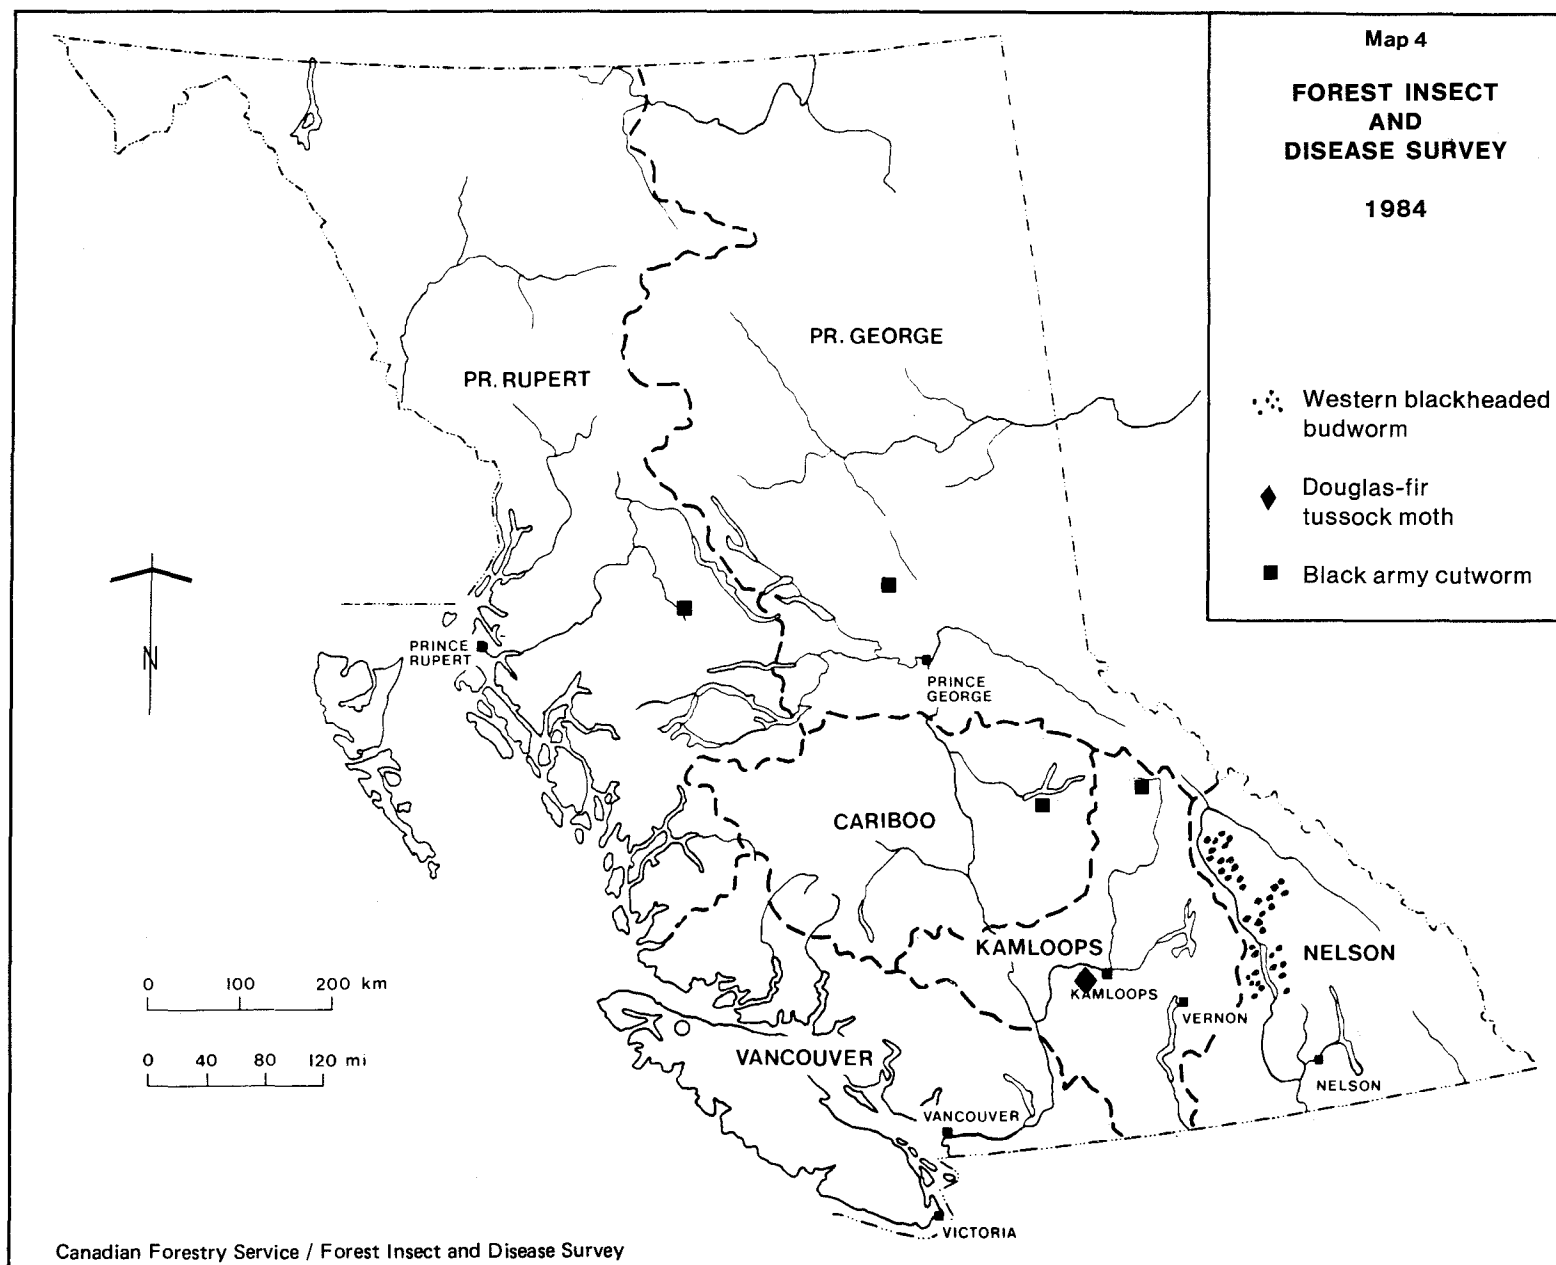 Map 4
FOREST INSECT
AND
DISEASE SURVEY
1984
Western blackheaded
budworm
Douglas-fir
tussock moth
Black army cutworm
PR. GEORGE
PR. RUPERT
PRINCE
RUPERT
N
PRINCE
GEORGE
CARIBOO
KAMLOOPS
NELSON
KAMLOOPS
VERNON
0 100 200 km
0 40 80 120 mi
VANCOUVER
NELSON
VANCOUVER
VICTORIA
Canadian Forestry Service / Forest Insect and Disease Survey